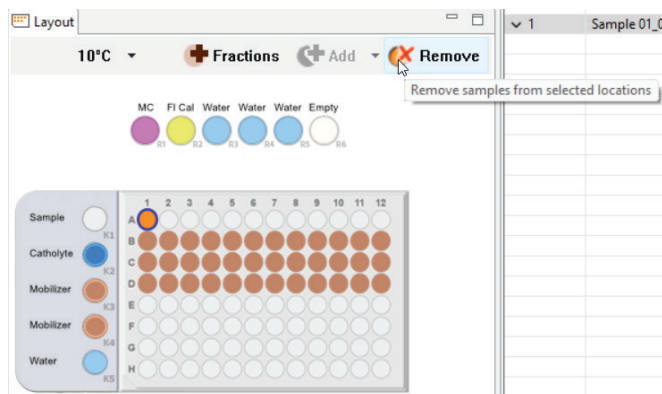 Layout
1 Sample 01_0
10°C Fractions Add Remove
Remove samples from selected locations
MC FI Cal Water Water Water Empty
R1 R2 R3 R4 R5 R6
1 2 3 4 5 6 7 8 9 10 11 12
Sample A
K1
B
Catholyte C
K2
Mobilizer D
K3
E
Mobilizer F
K4
G
Water H
K5